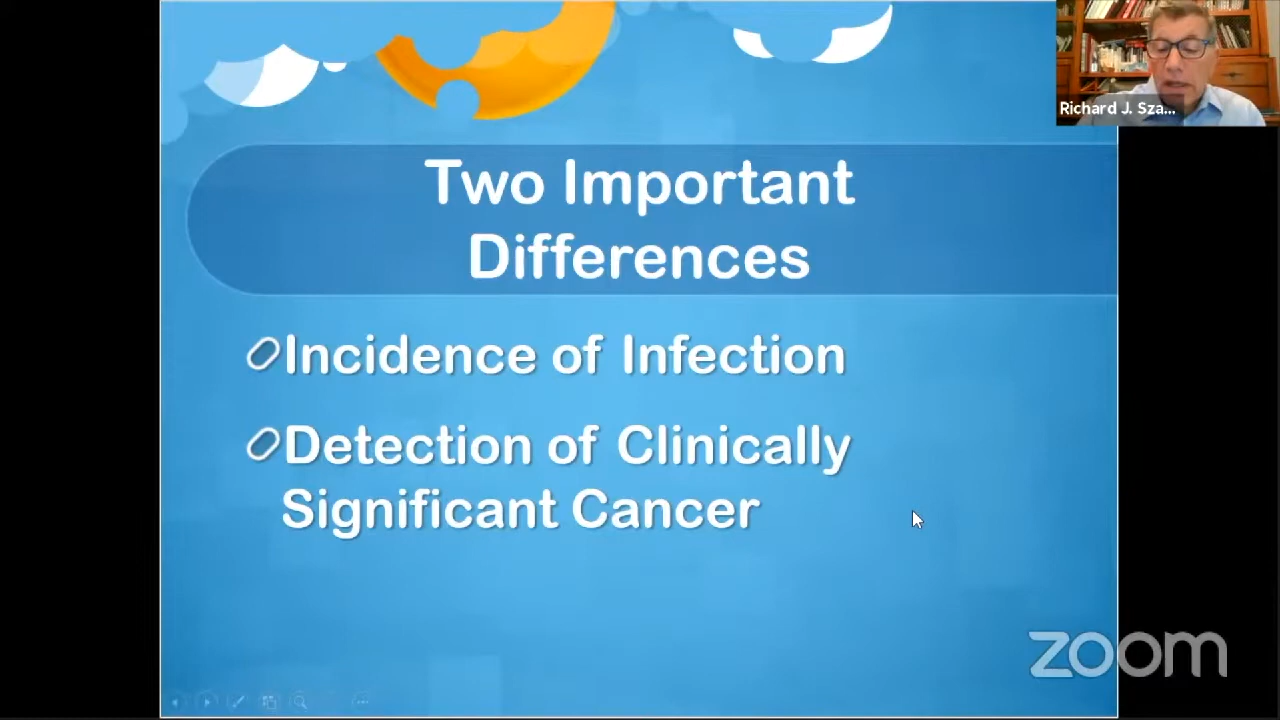 Richard J. Sza...
Two Important
Differences
Incidence of Infection
Detection of Clinically
Significant Cancer
zoom